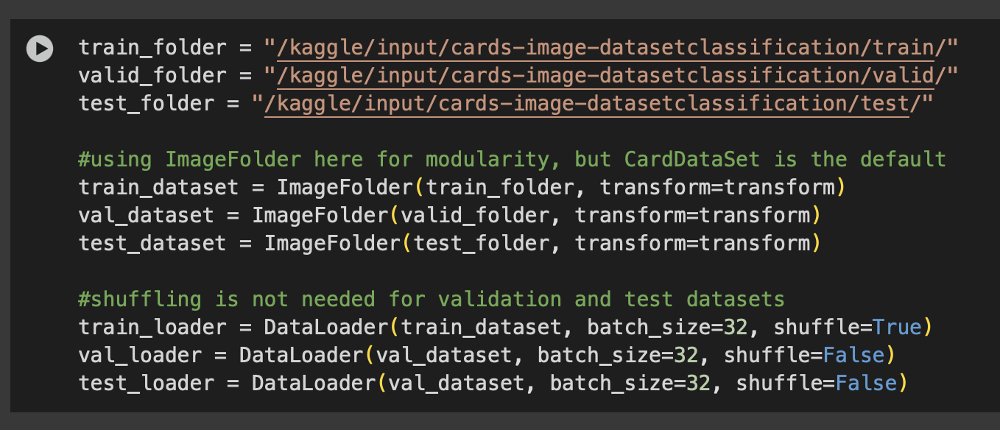 train_folder = "/kaggle/input/cards-image-datasetclassification/train/"
valid_folder = "/kaggle/input/cards-image-datasetclassification/valid/"
test_folder = "/kaggle/input/cards-image-datasetclassification/test/"
#using ImageFolder here for modularity, but CardDataSet is the default
train_dataset = ImageFolder(train_folder, transform=transform)
val_dataset = ImageFolder(valid_folder, transform=transform)
test_dataset = ImageFolder(test_folder, transform=transform)
#shuffling is not needed for validation and test datasets
train_loader = DataLoader(train_dataset, batch_size=32, shuffle=True)
val_loader = DataLoader(val_dataset, batch_size=32, shuffle=False)
test_loader = DataLoader(val_dataset, batch_size=32, shuffle=False)